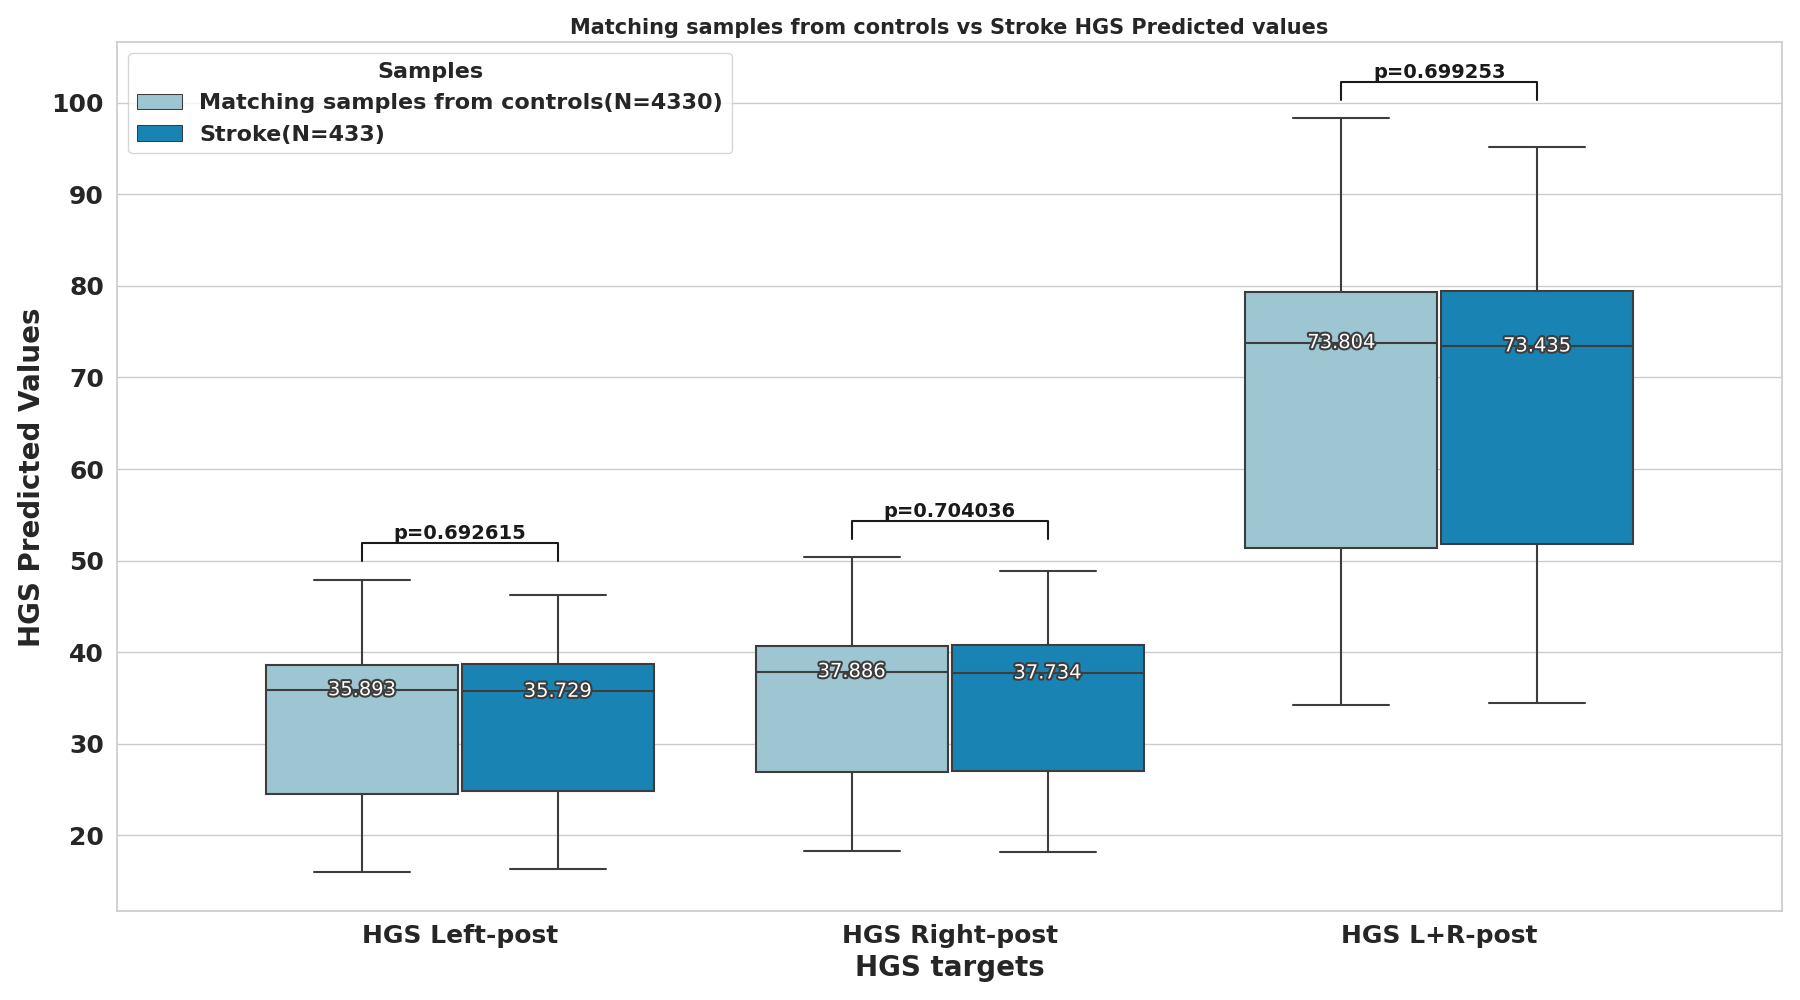 Matching samples from controls vs Stroke HGS Predicted values
Samples
Matching samples from controls(N=4330)
Stroke(N=433)
HGS Predicted Values
100
90
80
70
60
50
40
30
20
p=0.692615
p=0.704036
p=0.699253
35.893
35.729
37.886
37.734
73.804
73.435
HGS Left-post
HGS Right-post
HGS L+R-post
HGS targets